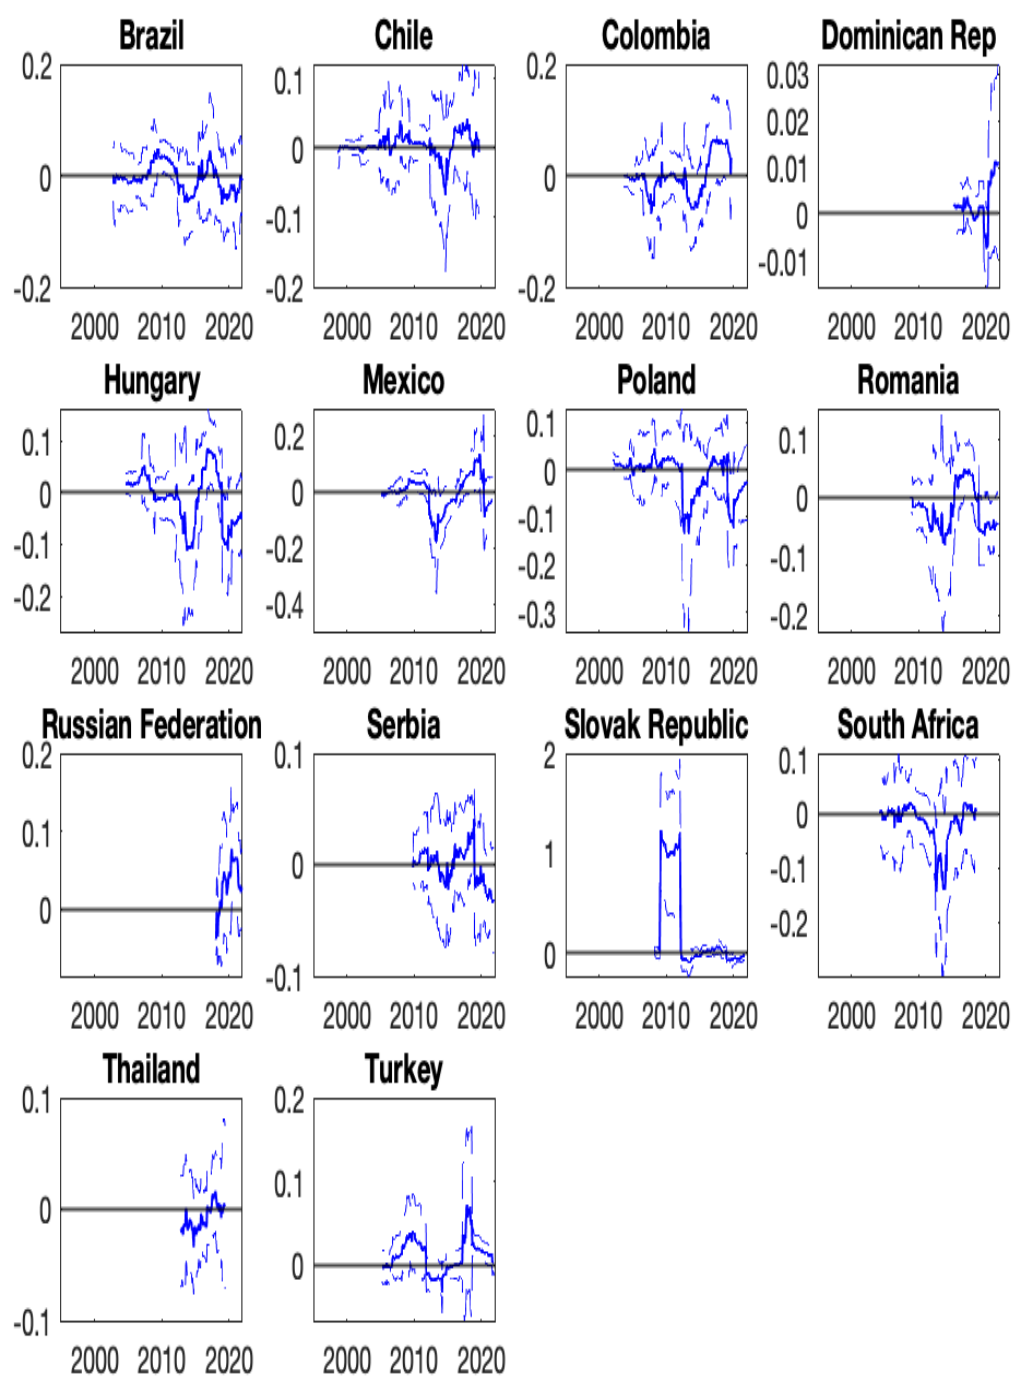 Brazil Chile Colombia Dominican Rep
0.2 0.1 0.2 0.03
0.02
0 0 0 0.01
0
-0.1 -0.01
-0.2 -0.2 -0.2
2000 2010 2020 2000 2010 2020 2000 2010 2020 2000 2010 2020
Hungary Mexico Poland Romania
0.1 0.2 0.1 0.1
0 0 0 0
-0.1 -0.2 -0.1 -0.1
-0.2 -0.4 -0.2 -0.2
-0.3
2000 2010 2020 2000 2010 2020 2000 2010 2020 2000 2010 2020
Russian Federation Serbia Slovak Republic South Africa
0.2 0.1 2 0.1
0.1 0 1 0
0 -0.1 0 -0.1
-0.2
2000 2010 2020 2000 2010 2020 2000 2010 2020 2000 2010 2020
Thailand Turkey
0.1 0.2
0 0.1
-0.1 0
2000 2010 2020 2000 2010 2020